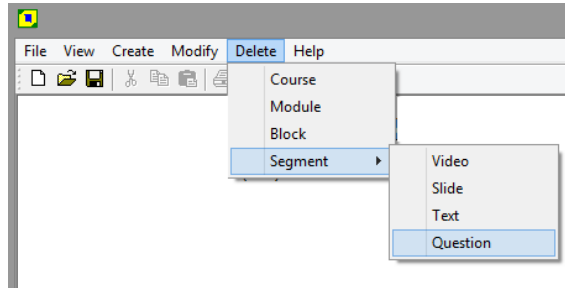 File View Create Modify Delete Help
Course
Module
Block
Segment
Video
Slide
Text
Question